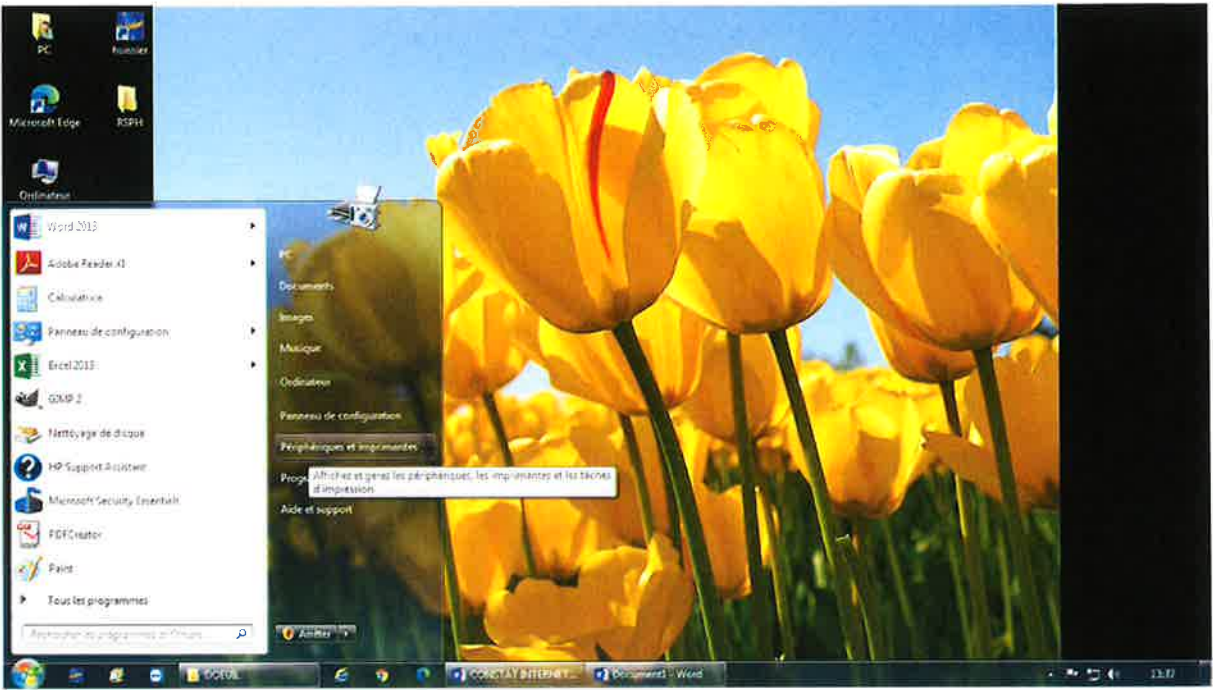 PC
huissier
Microsoft Edge
RSPH
Ordinateur
Word 2013
Adobe Reader XI
Calculatrice
Panneau de configuration
Excel 2013
GIMP 2
Nettoyage de disque
HP Support Assistant
Microsoft Security Essentials
PDFCreator
Paint
Tous les programmes
Rechercher les programmes et fichiers
PC
Documents
Images
Musique
Ordinateur
Panneau de configuration
Périphériques et imprimantes
Progr
Affichez et gérez les périphériques, les imprimantes et les tâches
d'impression
Aide et support
Arrêter
CONSTAT INTERNET...
Document1 - Word